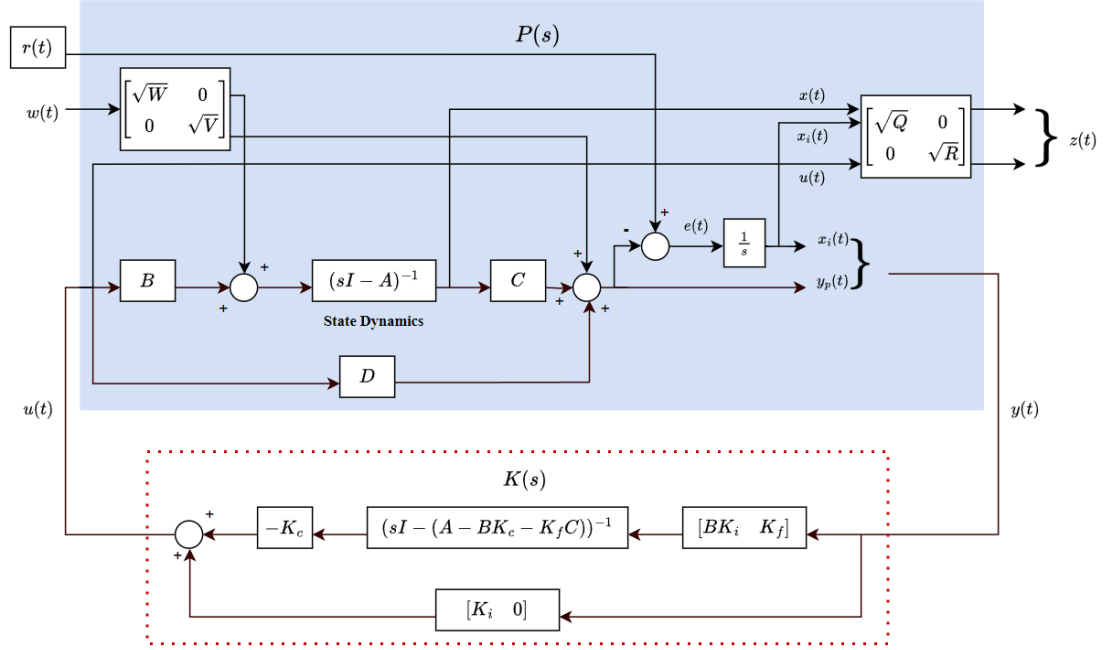 P(s)
r(t)
w(t)
[√W 0
0 √V]
x(t)
x_i(t)
u(t)
[√Q 0
0 √R]
z(t)
+
-
e(t)
1/s
x_i(t)
y_p(t)
B
+
+
(sI − A)^{−1}
State Dynamics
C
+
+
+
D
u(t)
y(t)
K(s)
+
+
−K_c
(sI − (A − BK_c − K_f C))^{−1}
[BK_i K_f]
[K_i 0]